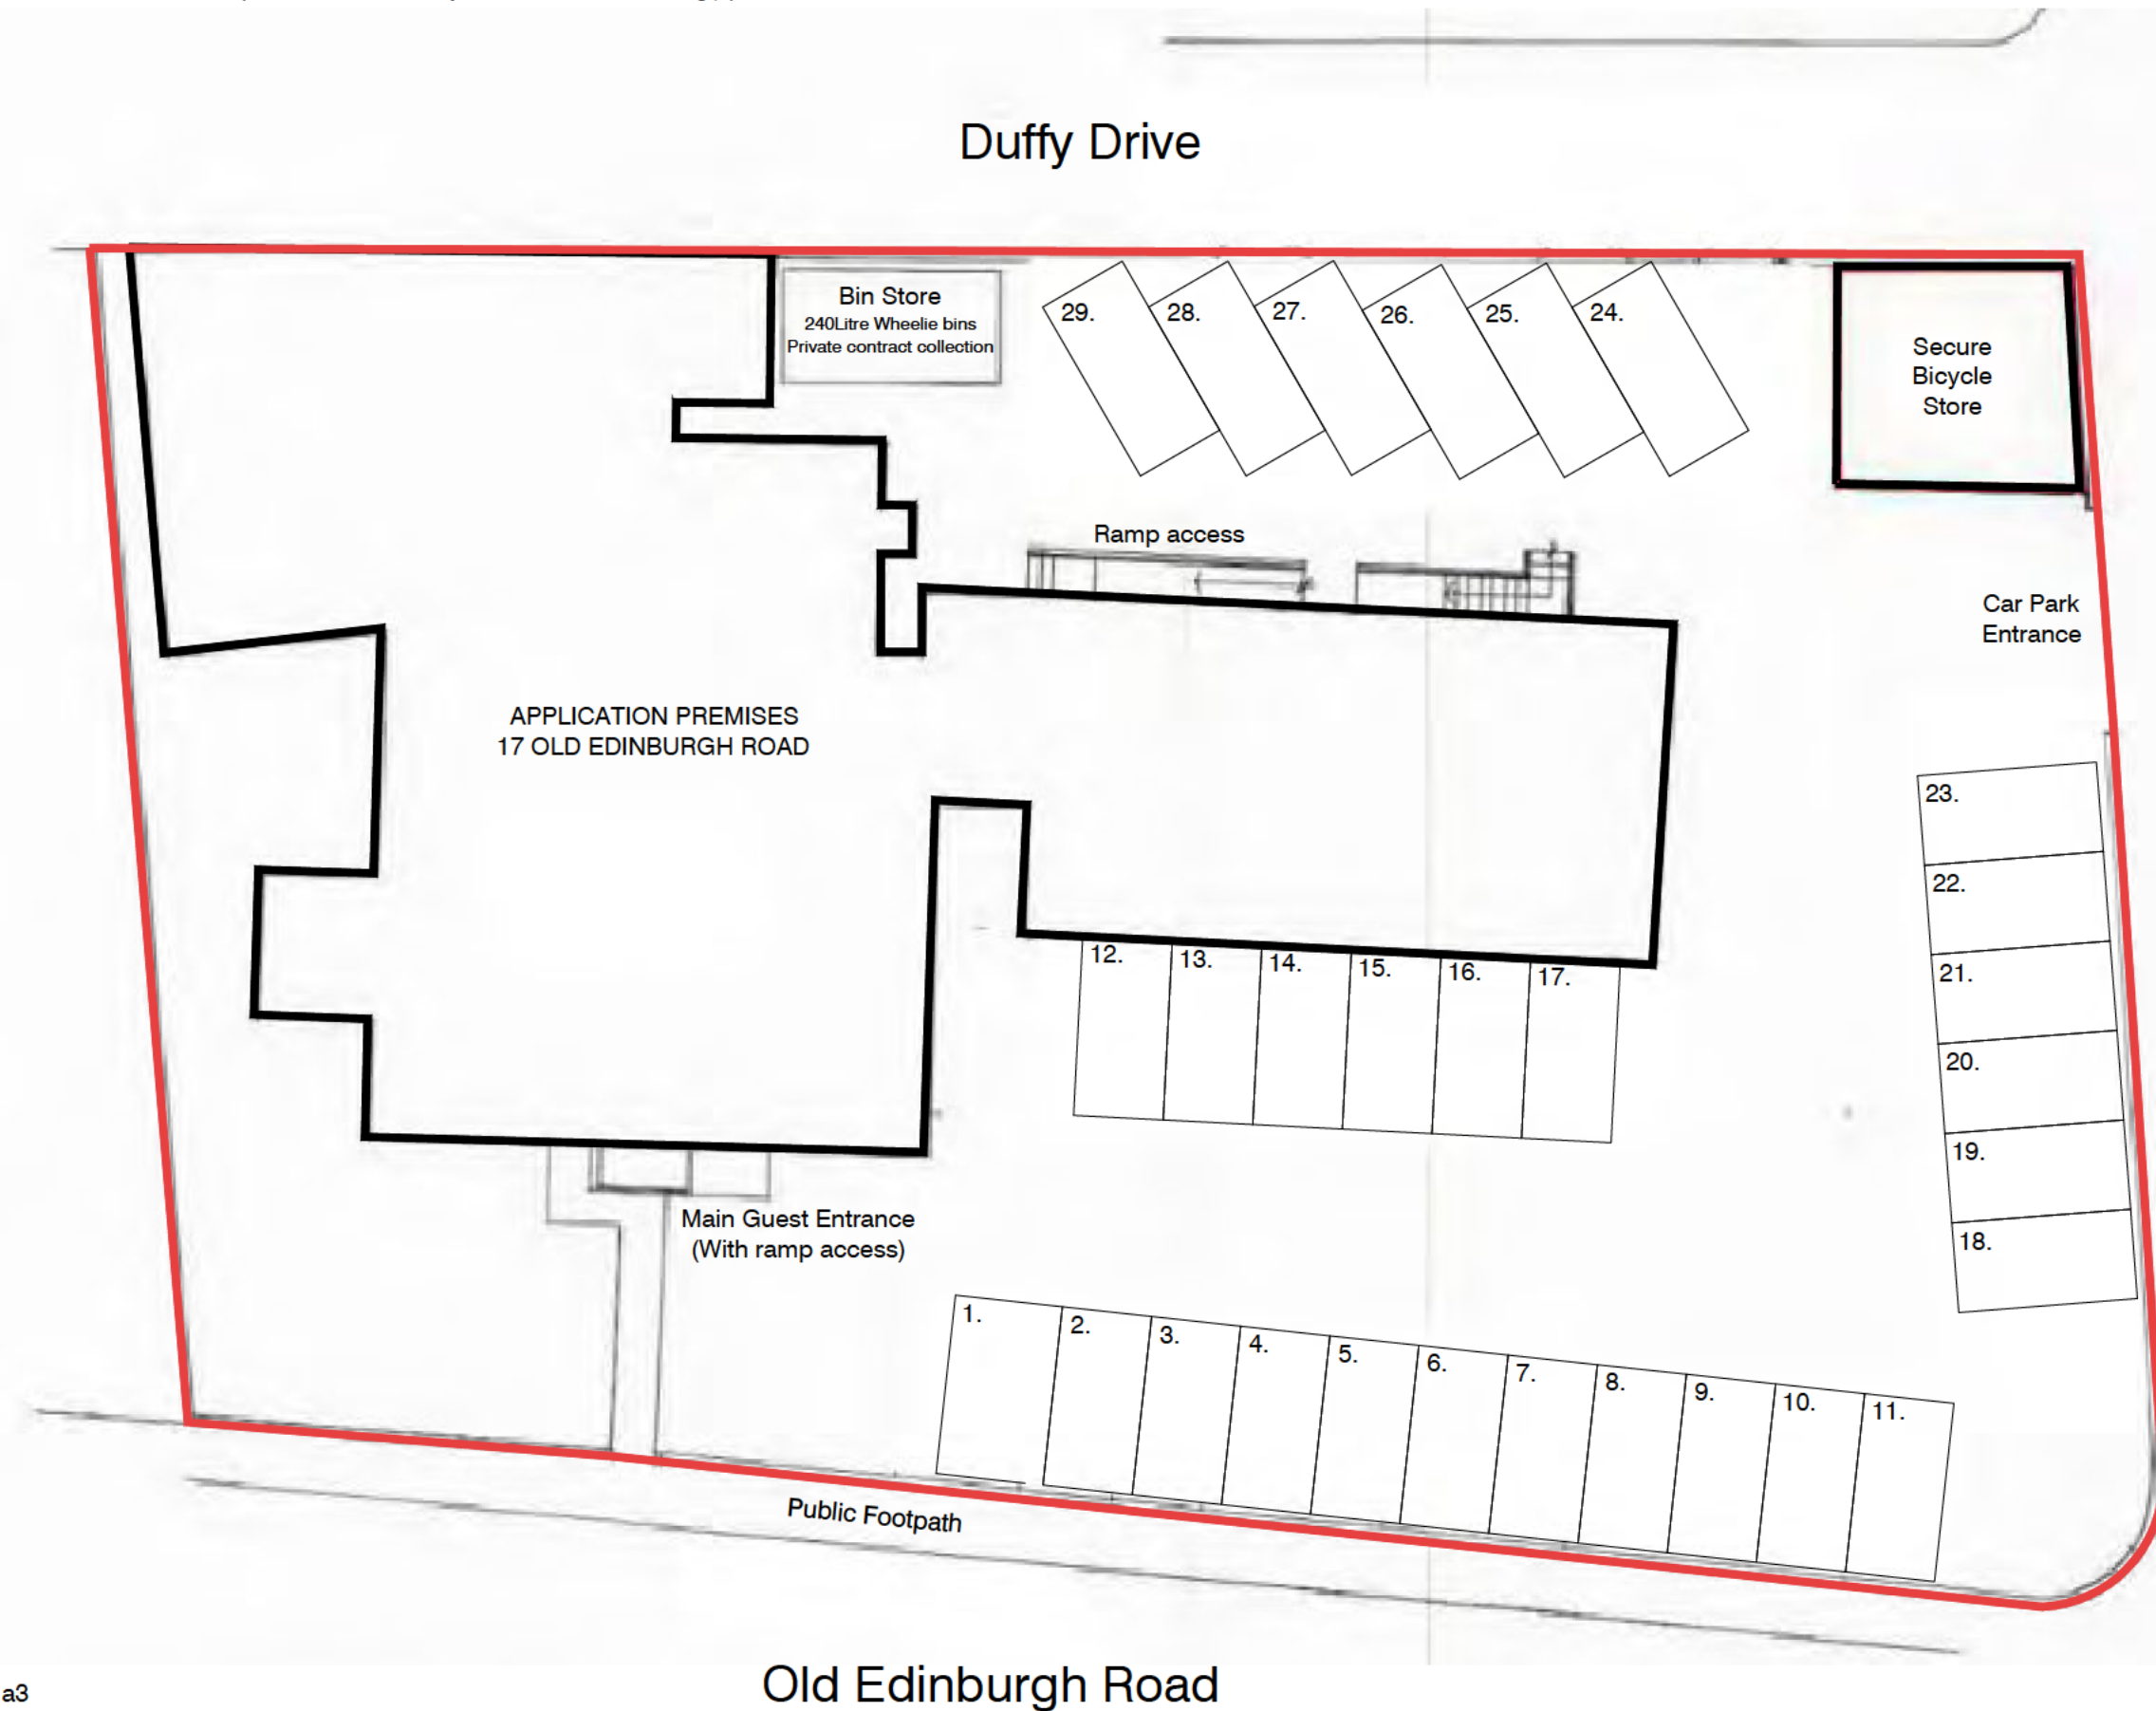 Duffy Drive
Bin Store
240Litre Wheelie bins
Private contract collection
29.
28.
27.
26.
25.
24.
Secure
Bicycle
Store
Ramp access
Car Park
Entrance
APPLICATION PREMISES
17 OLD EDINBURGH ROAD
23.
22.
21.
20.
19.
18.
12.
13.
14.
15.
16.
17.
Main Guest Entrance
(With ramp access)
1.
2.
3.
4.
5.
6.
7.
8.
9.
10.
11.
Public Footpath
Old Edinburgh Road
a3